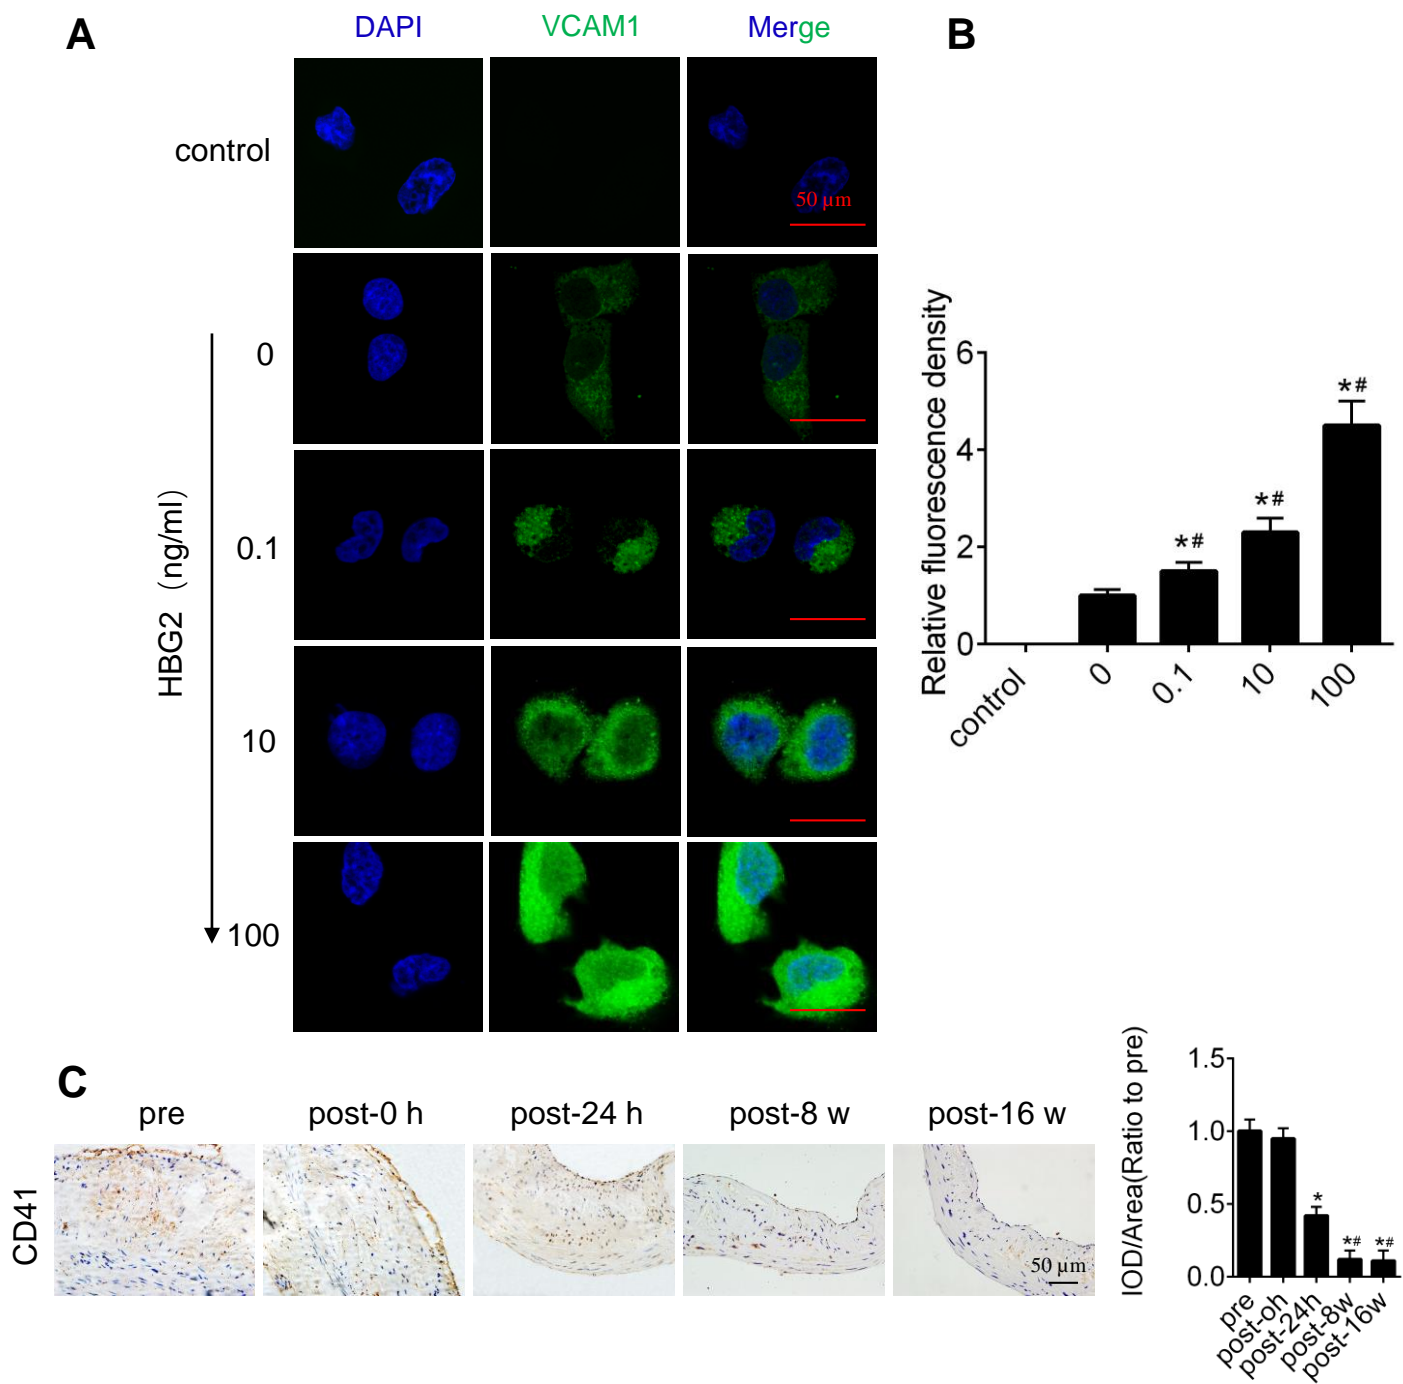 A
DAPI
VCAM1
Merge
B
control
50 µm
0
0.1
10
100
HBG2 (ng/ml)
Relative fluorescence density
6
4
2
0
*#
*#
*#
control
0
0.1
10
100
C
pre
post-0 h
post-24 h
post-8 w
post-16 w
CD41
50 µm
IOD/Area(Ratio to pre)
1.5
1.0
0.5
0.0
*
*#
*#
pre
post-oh
post-24h
post-8w
post-16w